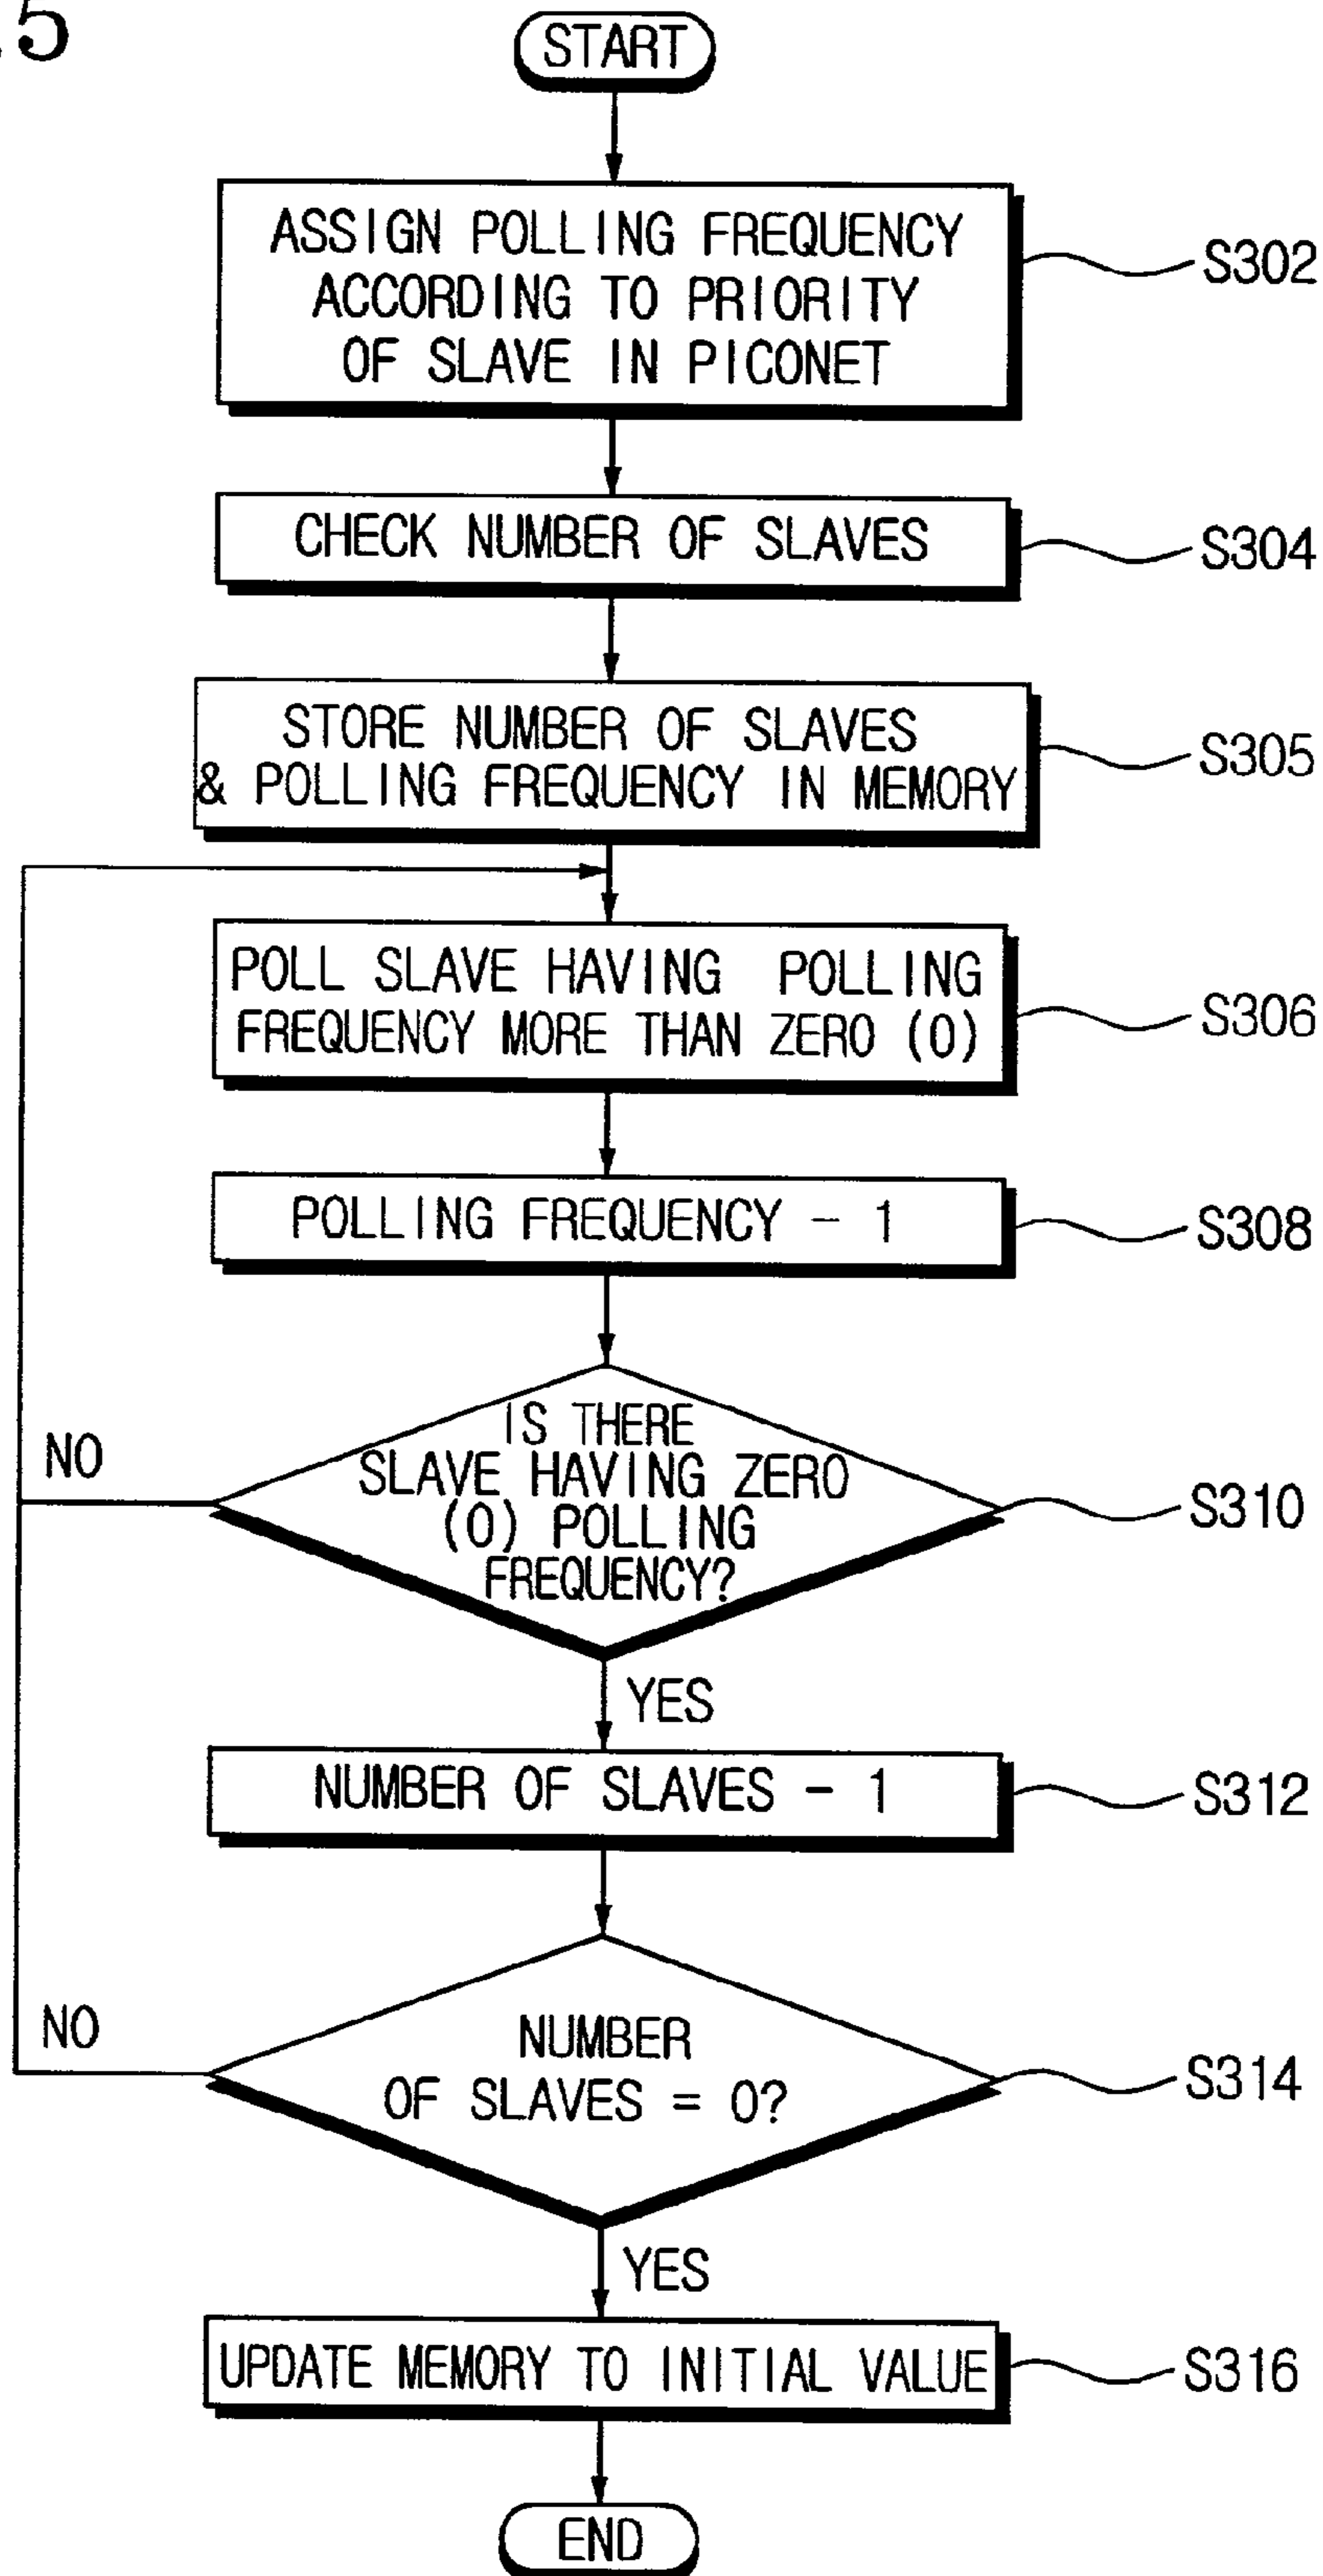 .5
START
ASSIGN POLLING FREQUENCY
ACCORDING TO PRIORITY
OF SLAVE IN PICONET
S302
CHECK NUMBER OF SLAVES
S304
STORE NUMBER OF SLAVES
& POLLING FREQUENCY IN MEMORY
S305
POLL SLAVE HAVING POLLING
FREQUENCY MORE THAN ZERO (0)
S306
POLLING FREQUENCY - 1
S308
IS THERE
SLAVE HAVING ZERO
(0) POLLING
FREQUENCY?
NO
S310
YES
NUMBER OF SLAVES - 1
S312
NUMBER
OF SLAVES = 0?
NO
S314
YES
UPDATE MEMORY TO INITIAL VALUE
S316
END